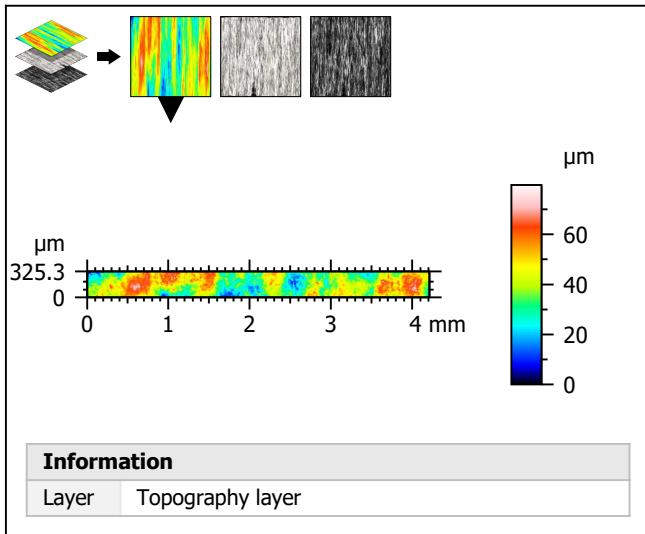 µm
60
40
20
0
µm
325.3
0
0 1 2 3 4 mm
Information
Layer Topography layer